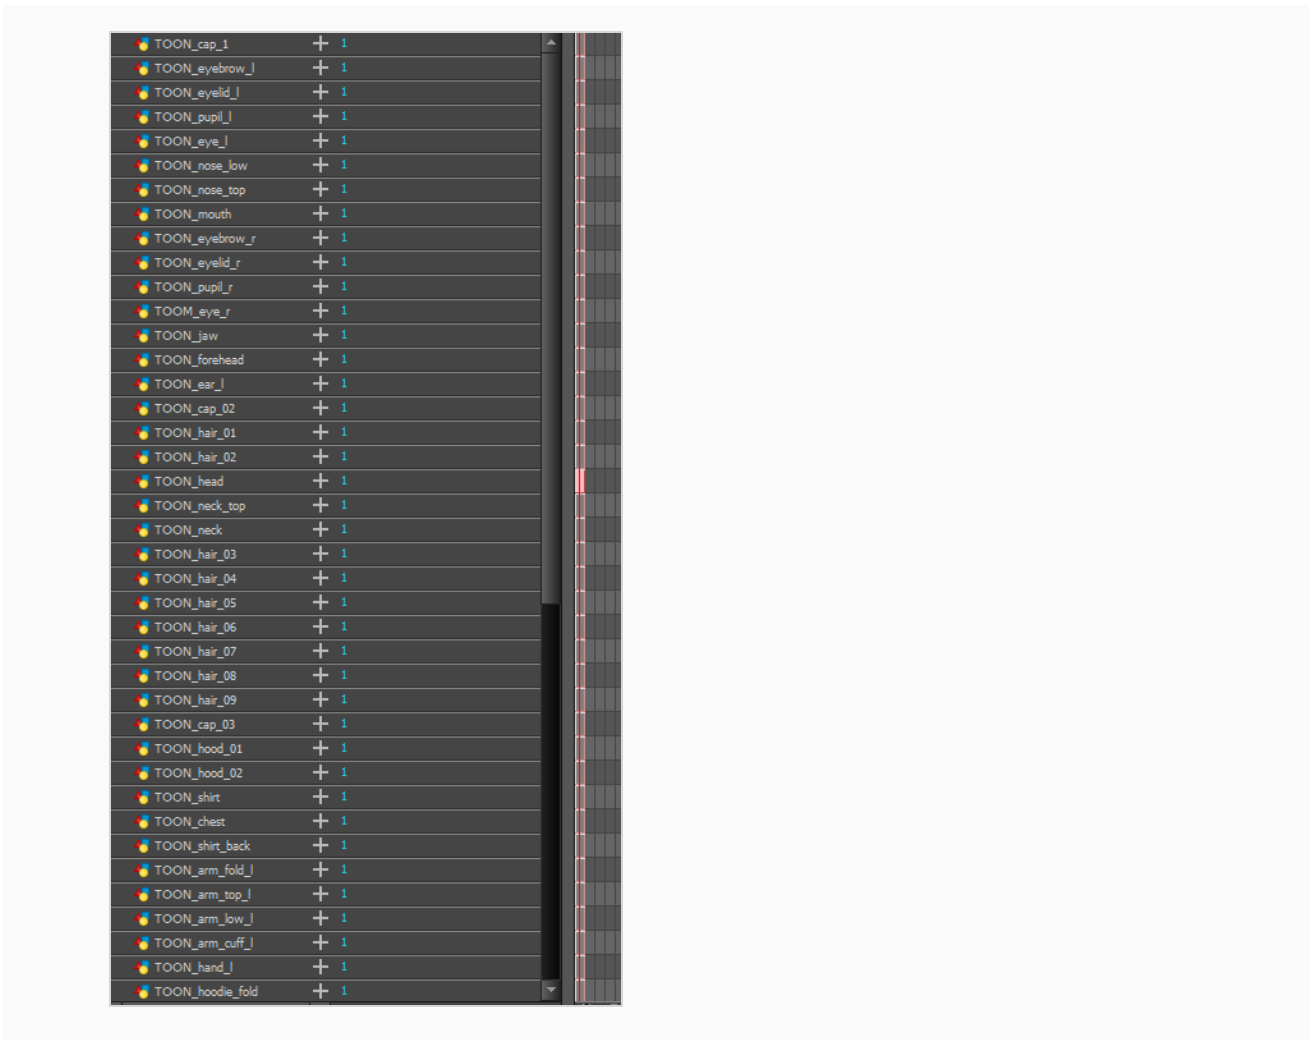 TOON_cap_1 1
TOON_eyebrow_l 1
TOON_eyelid_l 1
TOON_pupil_l 1
TOON_eye_l 1
TOON_nose_low 1
TOON_nose_top 1
TOON_mouth 1
TOON_eyebrow_r 1
TOON_eyelid_r 1
TOON_pupil_r 1
TOOM_eye_r 1
TOON_jaw 1
TOON_forehead 1
TOON_ear_l 1
TOON_cap_02 1
TOON_hair_01 1
TOON_hair_02 1
TOON_head 1
TOON_neck_top 1
TOON_neck 1
TOON_hair_03 1
TOON_hair_04 1
TOON_hair_05 1
TOON_hair_06 1
TOON_hair_07 1
TOON_hair_08 1
TOON_hair_09 1
TOON_cap_03 1
TOON_hood_01 1
TOON_hood_02 1
TOON_shirt 1
TOON_chest 1
TOON_shirt_back 1
TOON_arm_fold_l 1
TOON_arm_top_l 1
TOON_arm_low_l 1
TOON_arm_cuff_l 1
TOON_hand_l 1
TOON_hoodie_fold 1